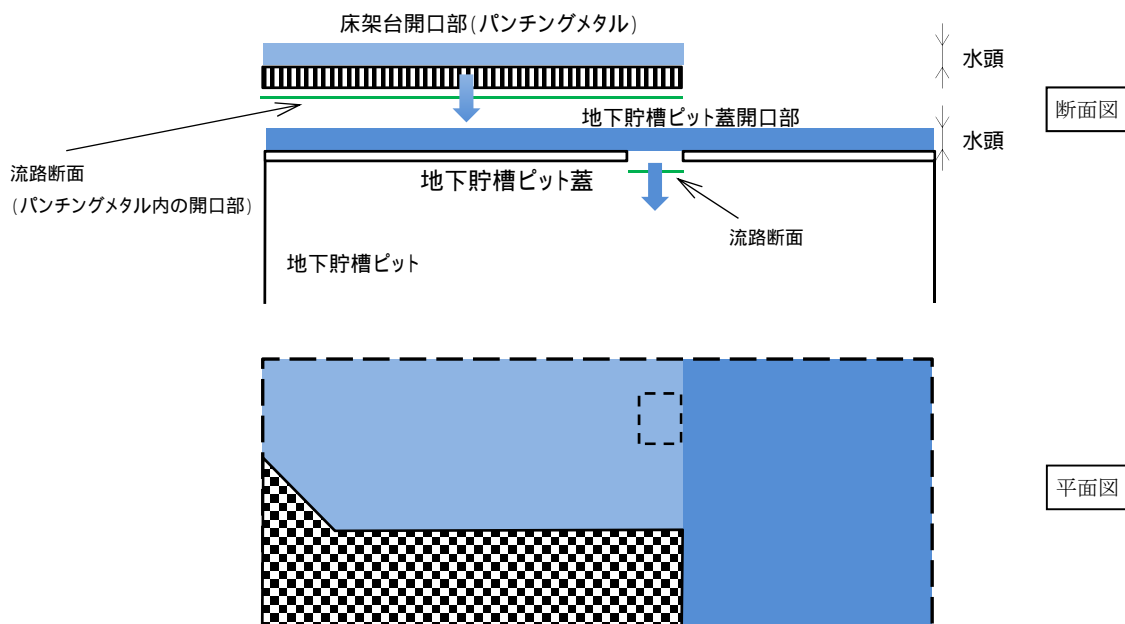 床架台開口部(パンチングメタル)
水頭
断面図
地下貯槽ピット蓋開口部
水頭
流路断面
(パンチングメタル内の開口部)
地下貯槽ピット蓋
流路断面
地下貯槽ピット
平面図